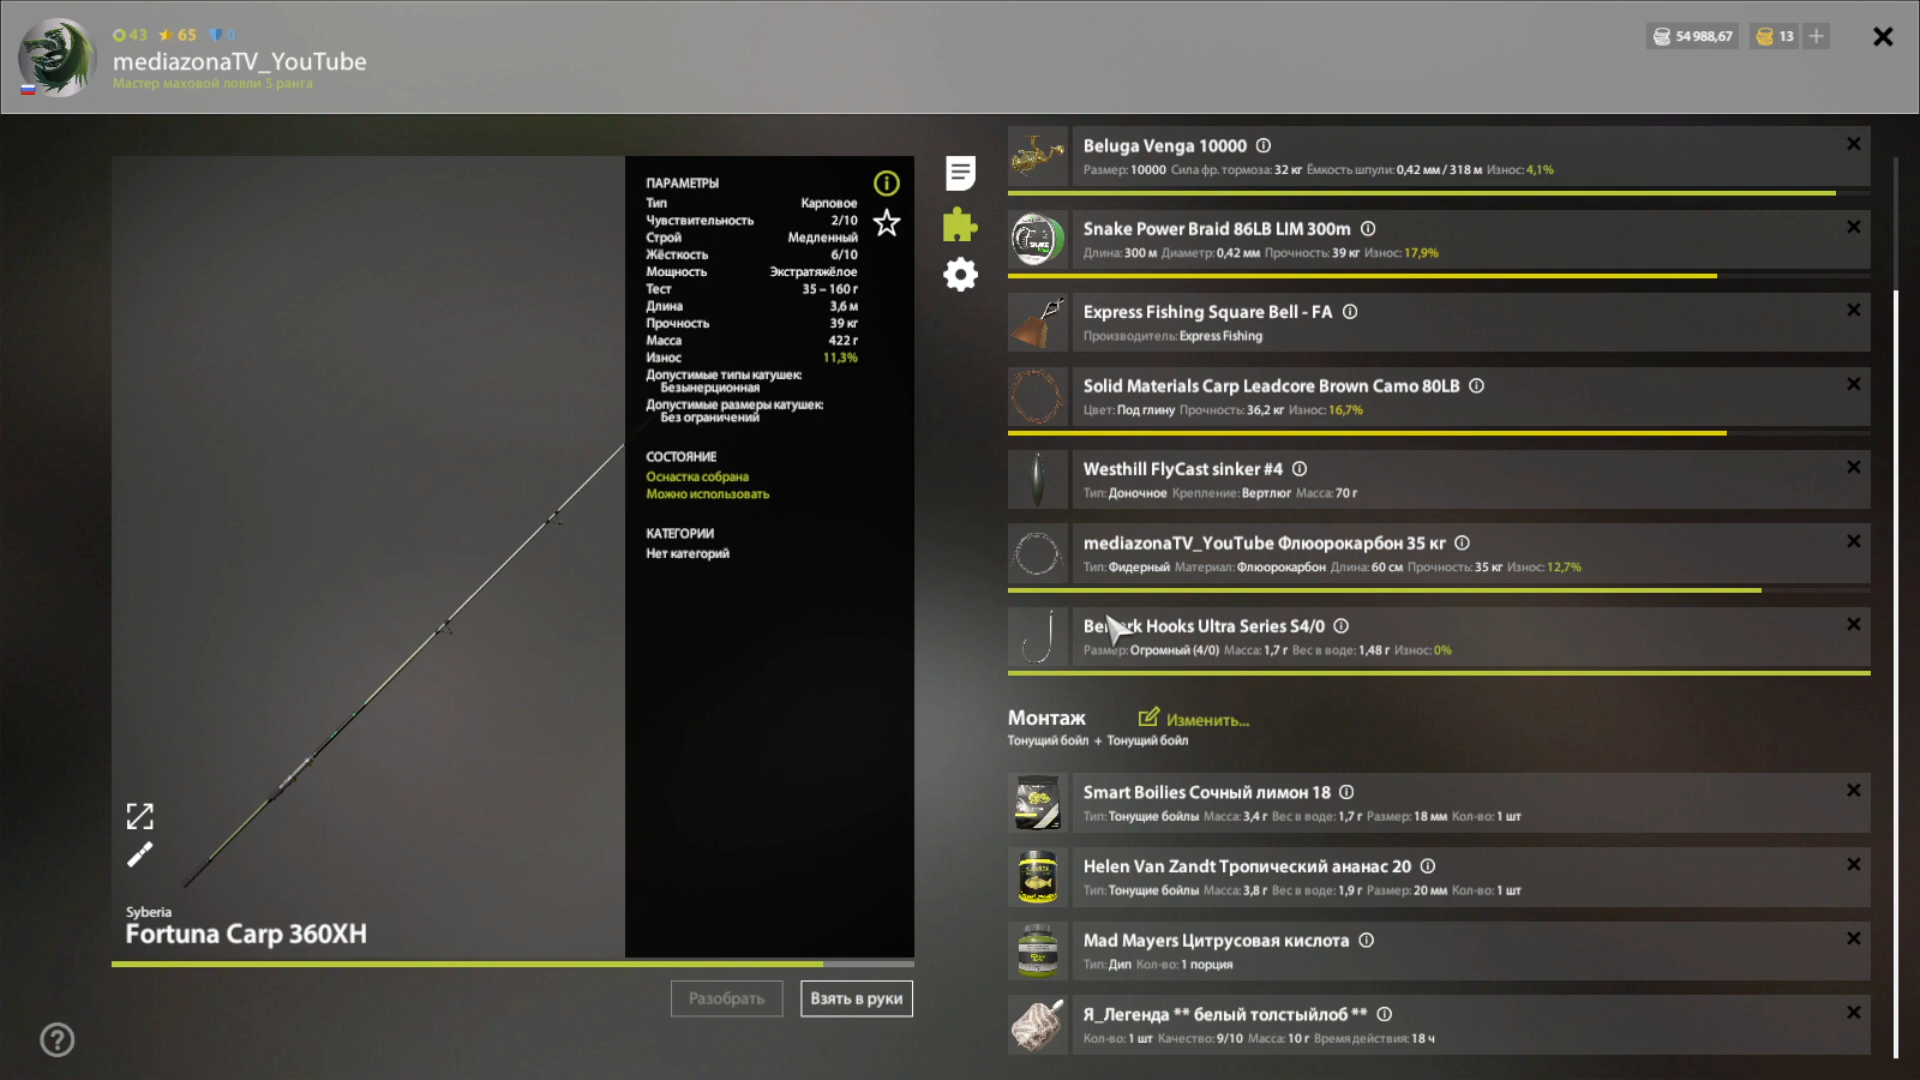 43 65 0
mediazonaTV_YouTube
Мастер маховой ловли 5 ранга
54 988,67
13
ПАРАМЕТРЫ
Тип Карповое
Чувствительность 2/10
Строй Медленный
Жёсткость 6/10
Мощность Экстратяжёлое
Тест 35 – 160 г
Длина 3,6 м
Прочность 39 кг
Масса 422 г
Износ 11,3%
Допустимые типы катушек:
Безынерционная
Допустимые размеры катушек:
Без ограничений
СОСТОЯНИЕ
Оснастка собрана
Можно использовать
КАТЕГОРИИ
Нет категорий
Syberia
Fortuna Carp 360XH
Разобрать
Взять в руки
Beluga Venga 10000
Размер: 10000 Сила фр. тормоза: 32 кг Ёмкость шпули: 0,42 мм / 318 м Износ: 4,1%
Snake Power Braid 86LB LIM 300m
Длина: 300 м Диаметр: 0,42 мм Прочность: 39 кг Износ: 17,9%
Express Fishing Square Bell - FA
Производитель: Express Fishing
Solid Materials Carp Leadcore Brown Camo 80LB
Цвет: Под глину Прочность: 36,2 кг Износ: 16,7%
Westhill FlyCast sinker #4
Тип: Доночное Крепление: Вертлюг Масса: 70 г
mediazonaTV_YouTube Флюорокарбон 35 кг
Тип: Фидерный Материал: Флюорокарбон Длина: 60 см Прочность: 35 кг Износ: 12,7%
Hooks Ultra Series S4/0
Размер: Огромный (4/0) Масса: 1,7 г Вес в воде: 1,48 г Износ: 0%
Монтаж Изменить...
Тонущий бойл + Тонущий бойл
Smart Boilies Сочный лимон 18
Тип: Тонущие бойлы Масса: 3,4 г Вес в воде: 1,7 г Размер: 18 мм Кол-во: 1 шт
Helen Van Zandt Тропический ананас 20
Тип: Тонущие бойлы Масса: 3,8 г Вес в воде: 1,9 г Размер: 20 мм Кол-во: 1 шт
Mad Mayers Цитрусовая кислота
Тип: Дип Кол-во: 1 порция
Я_Легенда ** белый толстыйлоб **
Кол-во: 1 шт Качество: 9/10 Масса: 10 г Время действия: 18 ч